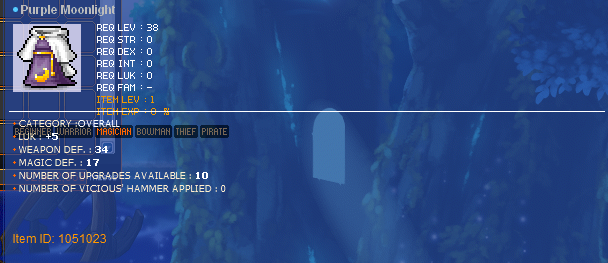 Purple Moonlight
REQ LEV : 38
REQ STR : 0
REQ DEX : 0
REQ INT : 0
REQ LUK : 0
REQ FAM : -
ITEM LEV : 1
ITEM EXP : 0 %
• CATEGORY :OVERALL
BEGINNER WARRIOR MAGICIAN BOWMAN THIEF PIRATE
• LUK : +5
• WEAPON DEF. : 34
• MAGIC DEF. : 17
• NUMBER OF UPGRADES AVAILABLE : 10
• NUMBER OF VICIOUS' HAMMER APPLIED : 0
Item ID: 1051023